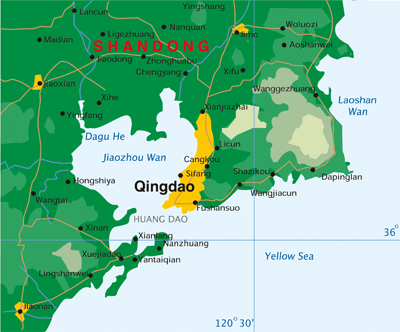 Yingshang
Lancun
Nanquan
Woluozi
Ligezhuang
Jimo
Madian
SHANDONG
Aoshanwei
Jiaodong
Zhonghuabu
Chengyang
Xifu
Jiaoxian
Wanggezhuang
Xihe
Laoshan
Wan
Yingfang
Xianjiazhai
Dagu He
Licun
Jiaozhou Wan
Cangkou
Sifang
Shazikou
Dapinglan
Hongshiya
Qingdao
Wangjiacun
Wangtai
Fushansuo
HUANG DAO
Xinan
Xianlang
36°
Nanzhuang
Xuejiadao
Yantaiqian
Yellow Sea
Lingshanwei
Jiaonan
120°30'